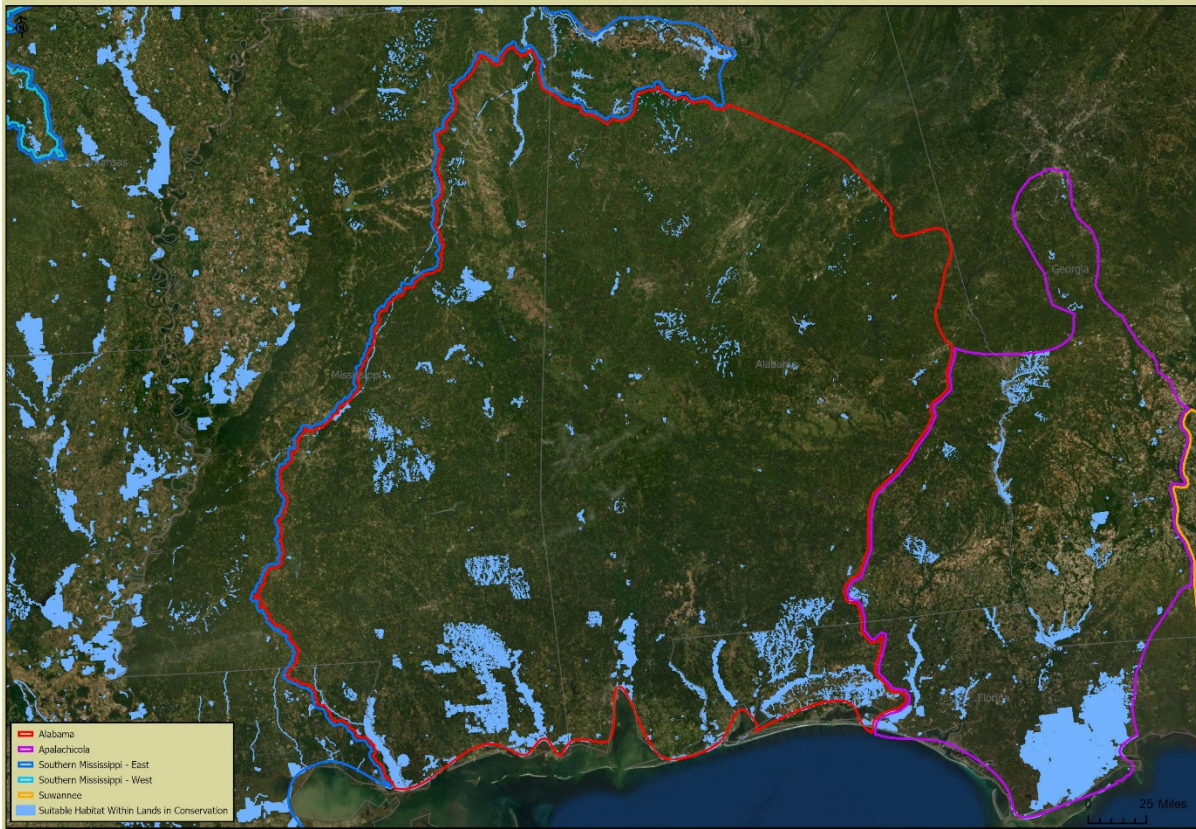 N
Kansas
Georgia
Mississippi
Alabama
Florida
Alabama
Apalachicola
Southern Mississippi - East
Southern Mississippi - West
Suwannee
Suitable Habitat Within Lands in Conservation
0 25 Miles